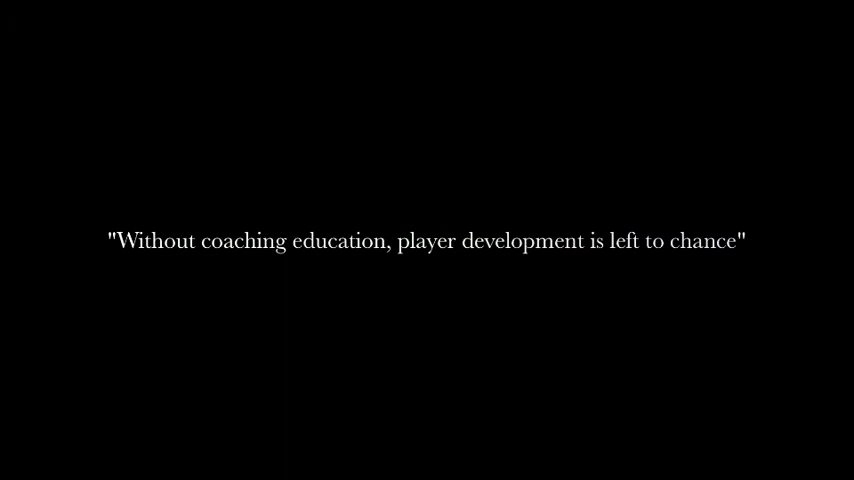 "Without coaching education, player development is left to chance"